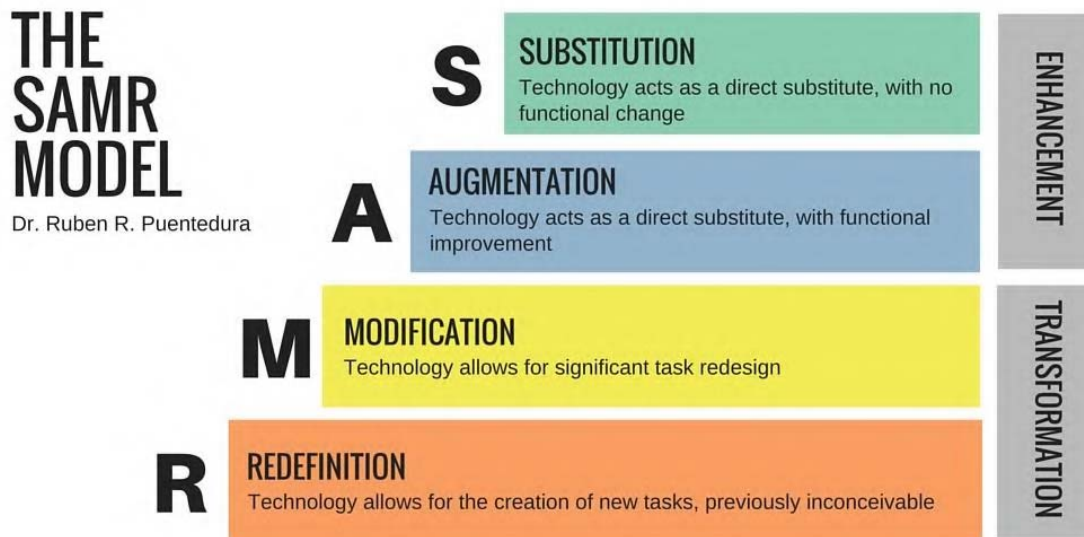 THE
SAMR
MODEL
Dr. Ruben R. Puentedura
S
SUBSTITUTION
Technology acts as a direct substitute, with no
functional change
A
AUGMENTATION
Technology acts as a direct substitute, with functional
improvement
ENHANCEMENT
M
MODIFICATION
Technology allows for significant task redesign
R
REDEFINITION
Technology allows for the creation of new tasks, previously inconceivable
TRANSFORMATION